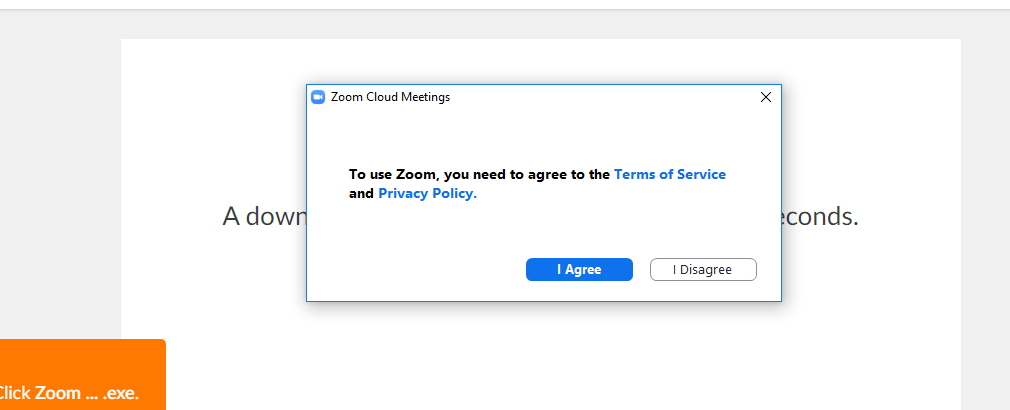 Zoom Cloud Meetings
To use Zoom, you need to agree to the Terms of Service
and Privacy Policy.
A down
conds.
I Agree
I Disagree
Click Zoom ... .exe.